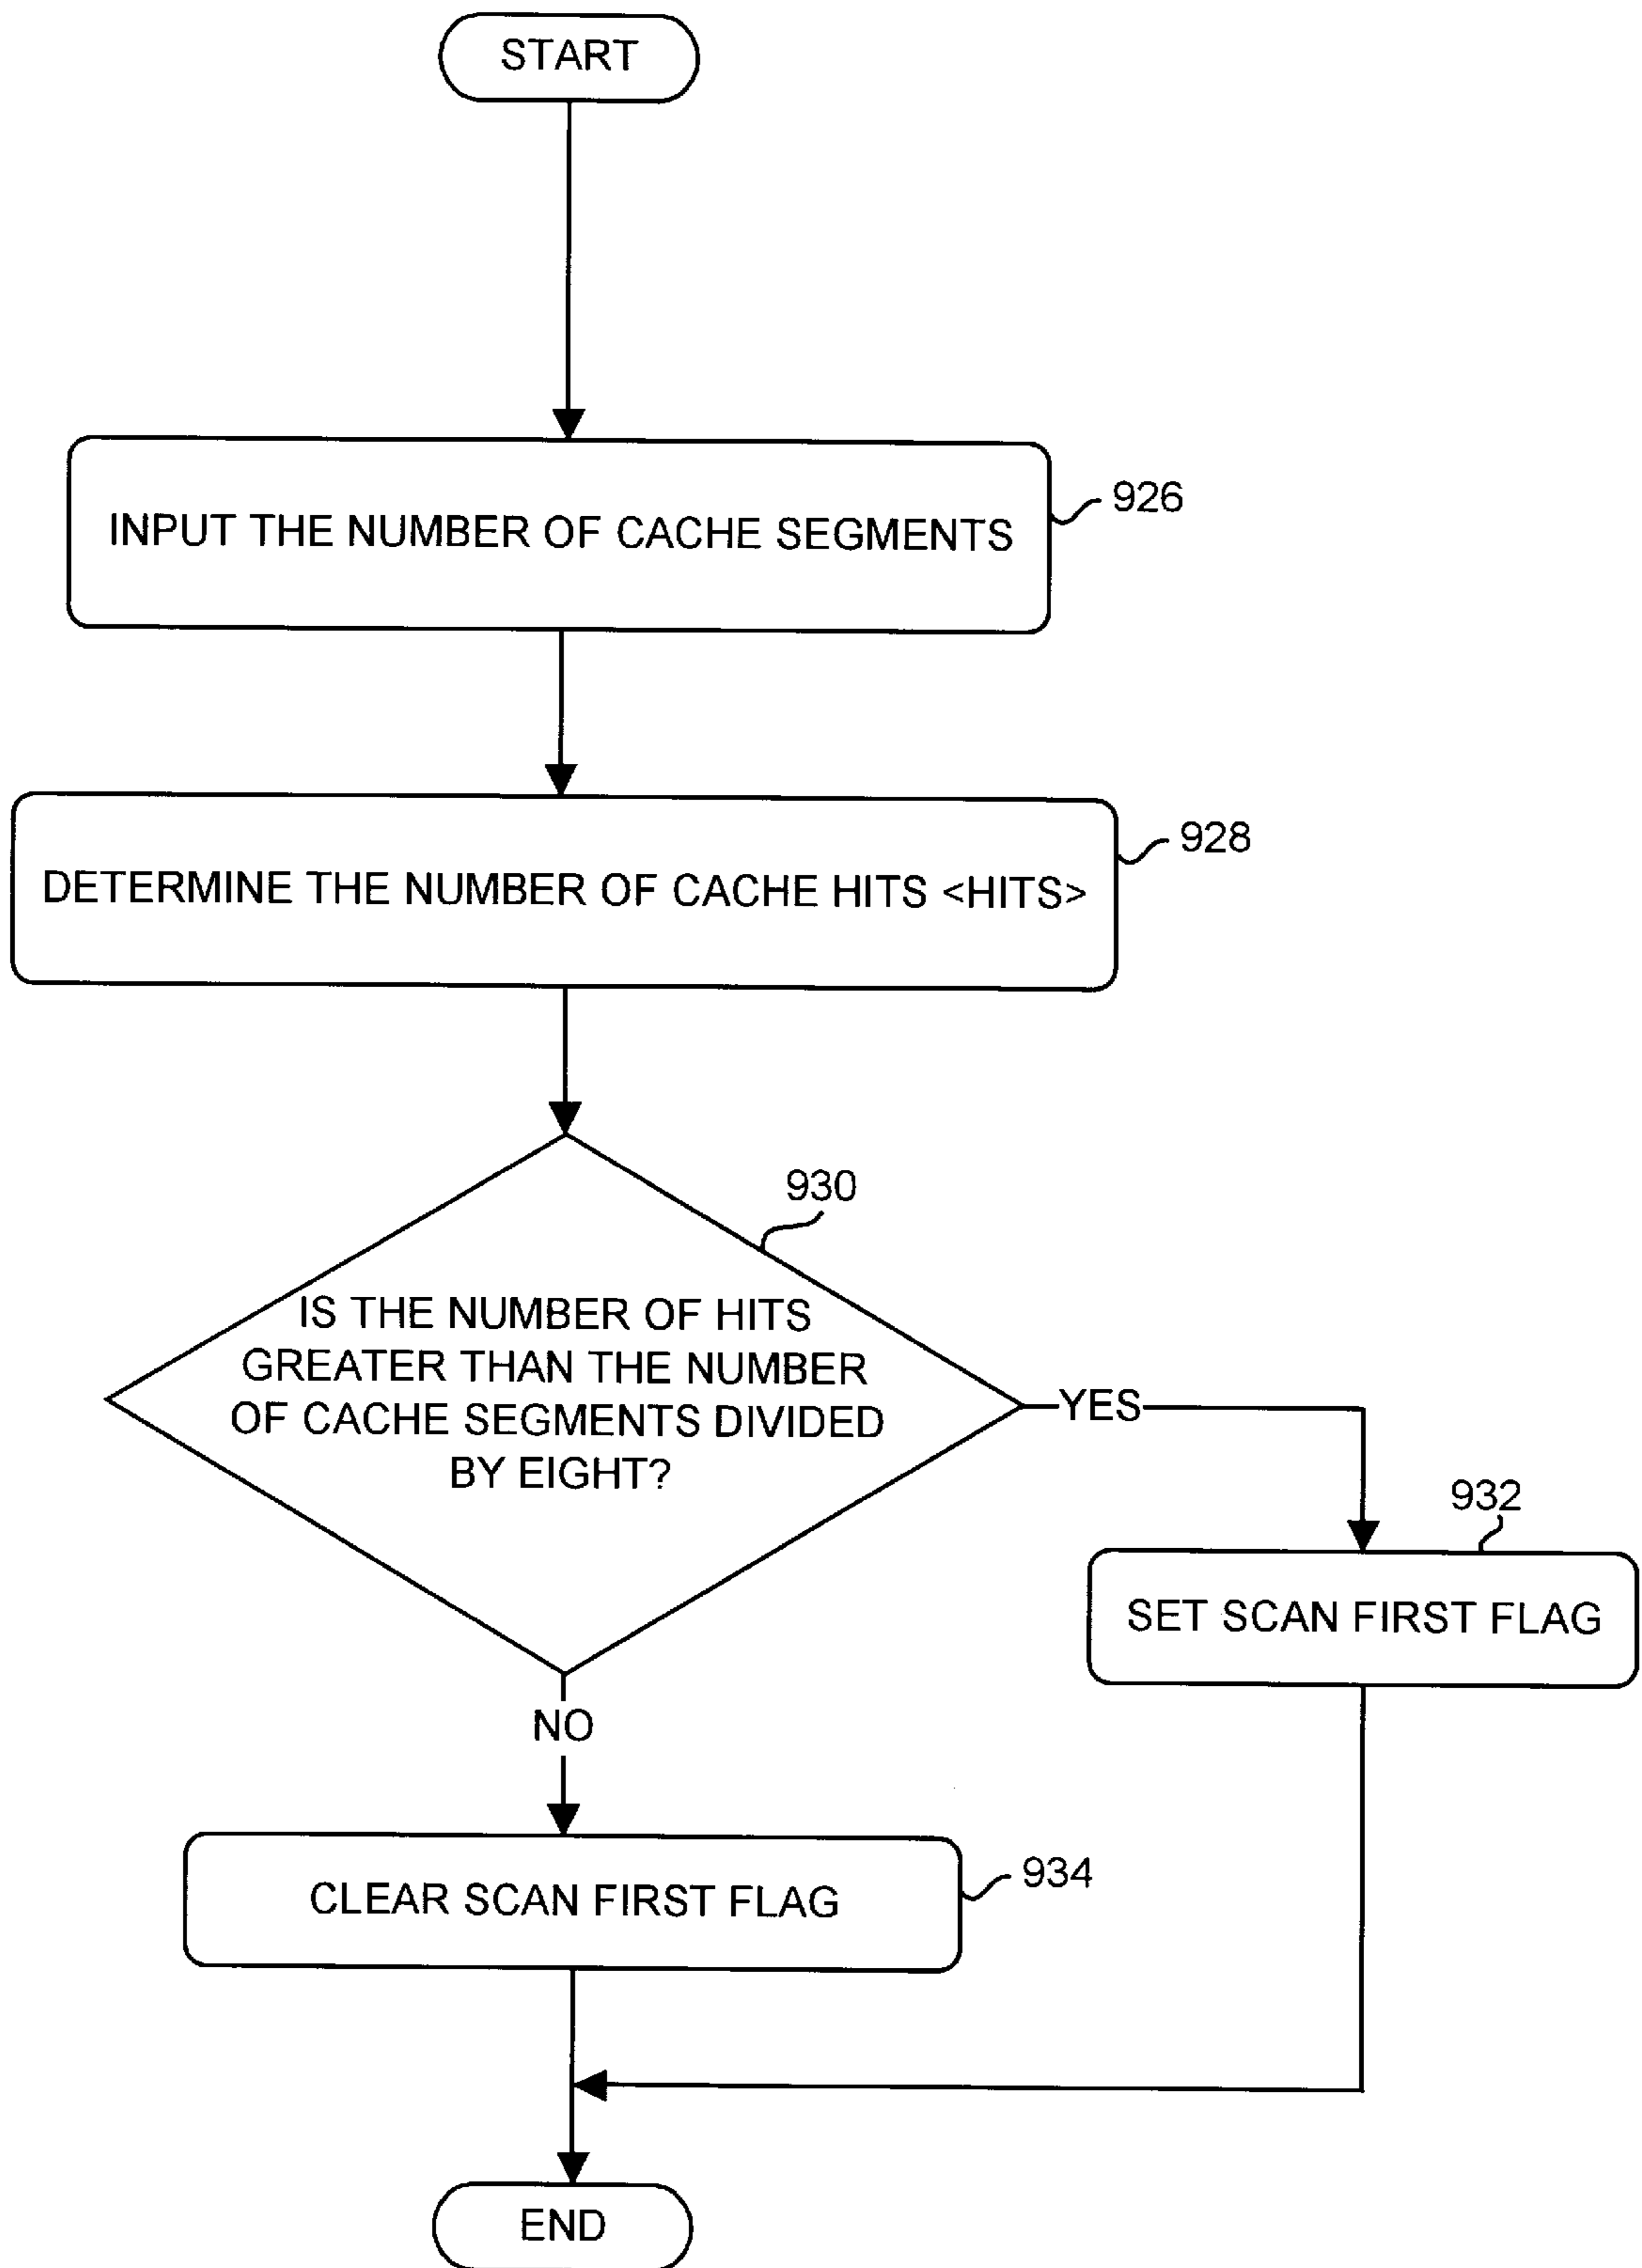 START
INPUT THE NUMBER OF CACHE SEGMENTS
926
DETERMINE THE NUMBER OF CACHE HITS <HITS>
928
930
IS THE NUMBER OF HITS
GREATER THAN THE NUMBER
OF CACHE SEGMENTS DIVIDED
BY EIGHT?
YES
932
SET SCAN FIRST FLAG
NO
CLEAR SCAN FIRST FLAG
934
END